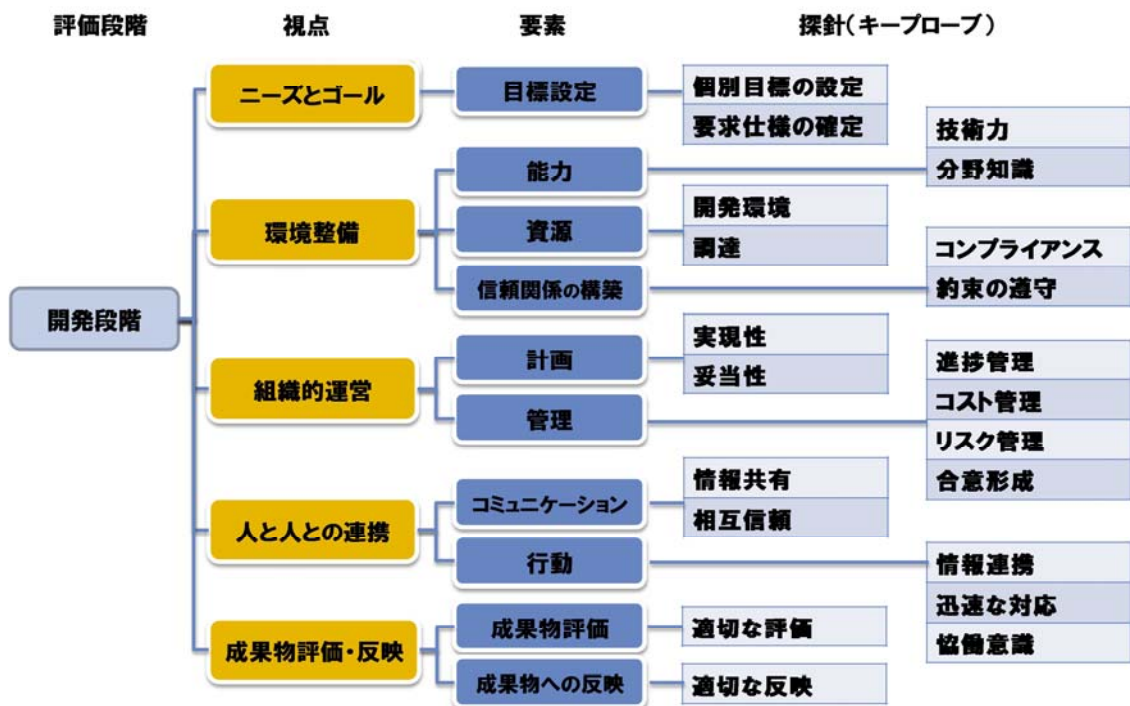 評価段階 視点 要素 探針(キープローブ)
開発段階
ニーズとゴール
目標設定
個別目標の設定
要求仕様の確定
環境整備
能力
技術力
分野知識
資源
開発環境
調達
信頼関係の構築
コンプライアンス
約束の遵守
組織的運営
計画
実現性
妥当性
管理
進捗管理
コスト管理
リスク管理
合意形成
人と人との連携
コミュニケーション
情報共有
相互信頼
行動
情報連携
迅速な対応
協働意識
成果物評価・反映
成果物評価
適切な評価
成果物への反映
適切な反映